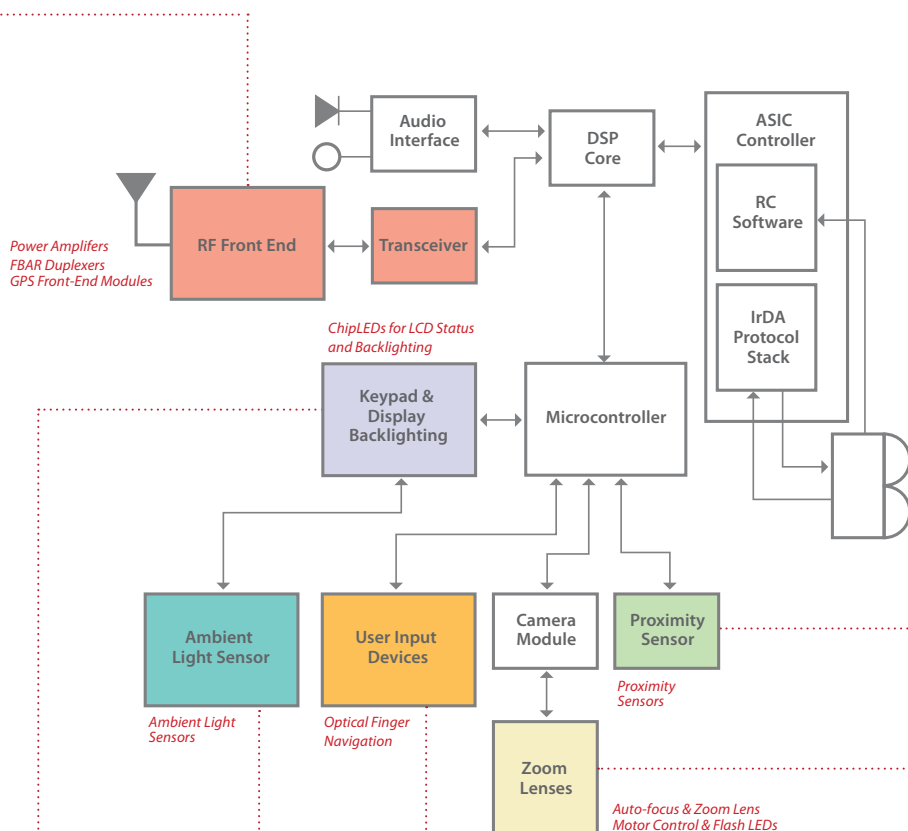 Audio
Interface
DSP
Core
ASIC
Controller
RC
Software
RF Front End
Transceiver
Power Amplifers
FBAR Duplexers
GPS Front-End Modules
IrDA
Protocol
Stack
ChipLEDs for LCD Status
and Backlighting
Keypad &
Display
Backlighting
Microcontroller
Ambient
Light Sensor
User Input
Devices
Camera
Module
Proximity
Sensor
Ambient Light
Sensors
Optical Finger
Navigation
Proximity
Sensors
Zoom
Lenses
Auto-focus & Zoom Lens
Motor Control & Flash LEDs